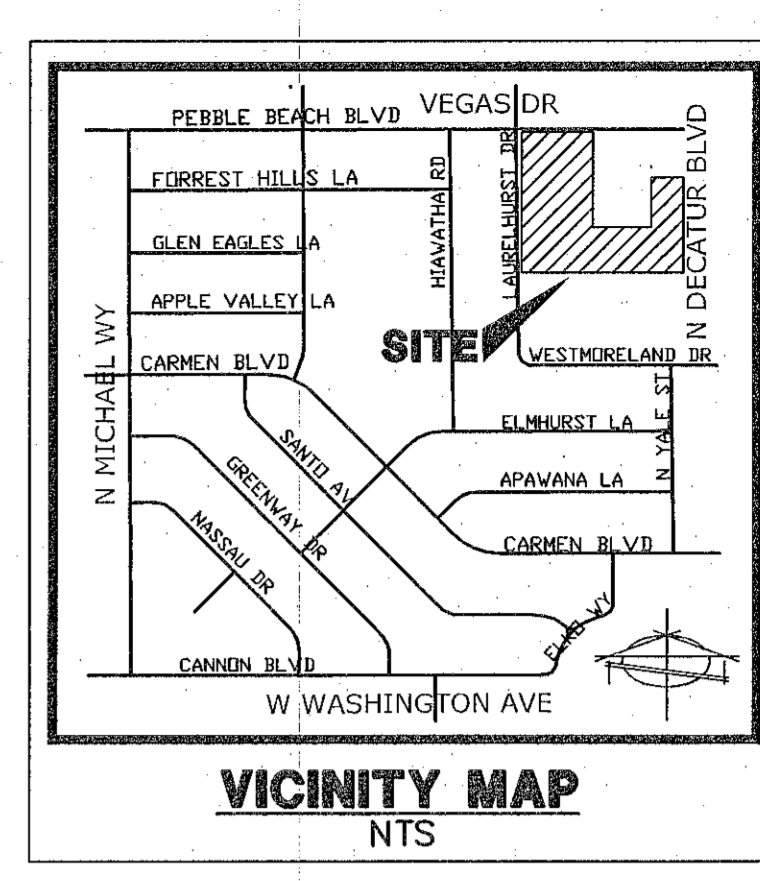 VEGAS DR
PEBBLE BEACH BLVD
FORREST HILLS LA
GLEN EAGLES LA
APPLE VALLEY LA
HIAWATHA RD
LAURELHURST DR
N DECATUR BLVD
SITE
N MICHAEL WY
CARMEN BLVD
WESTMORELAND DR
N YALE ST
ELMHURST LA
SANTO AV
GREENWAY DR
APAWANA LA
NASSAU DR
CARMEN BLVD
ELKO WY
CANNON BLVD
W WASHINGTON AVE
VICINITY MAP
NTS